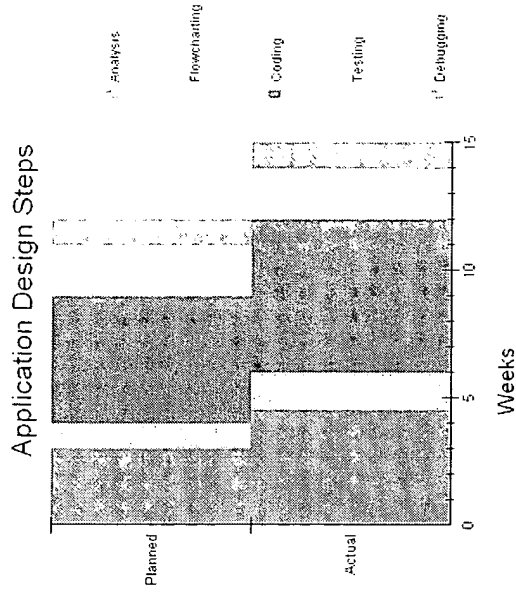 Application Design Steps
Planned
Actual
0
5
10
15
Weeks
Analysis
Flowcharting
Coding
Testing
Debugging